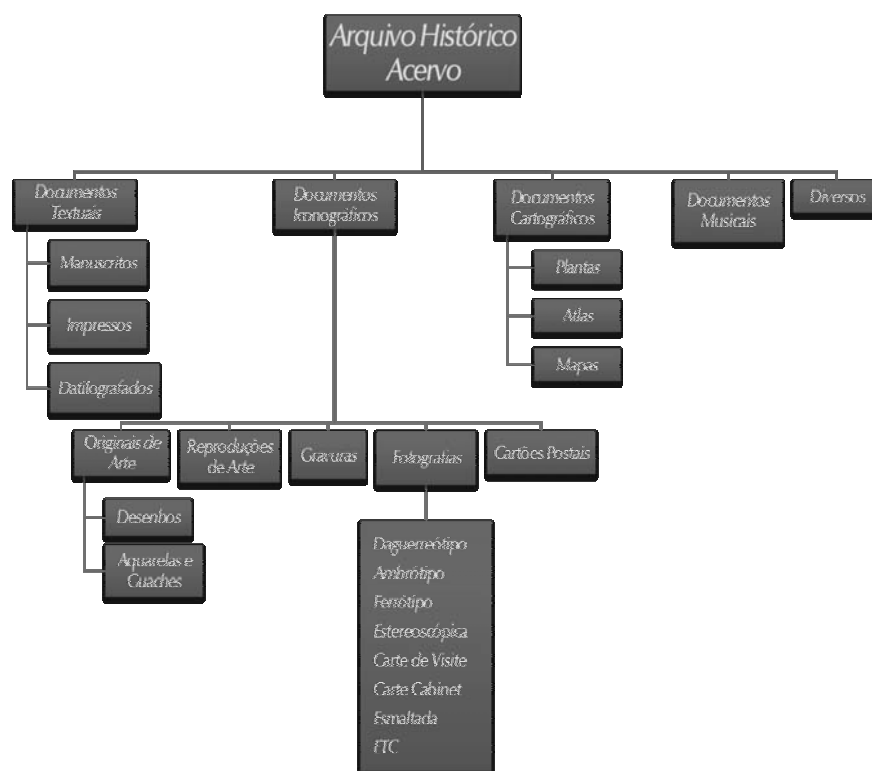 Arquivo Histórico
Acervo
Documentos
Textuais
Documentos
Iconográficos
Documentos
Cartográficos
Documentos
Musicais
Diversos
Manuscritos
Impressos
Datilografados
Plantas
Atlas
Mapas
Originais de
Arte
Reproduções
de Arte
Gravuras
Fotografias
Cartões Postais
Desenhos
Aquarelas e
Guaches
Daguerreótipo
Ambrótipo
Ferrótipo
Estereoscópica
Carte de Visite
Carte Cabinet
Esmaltada
ETC